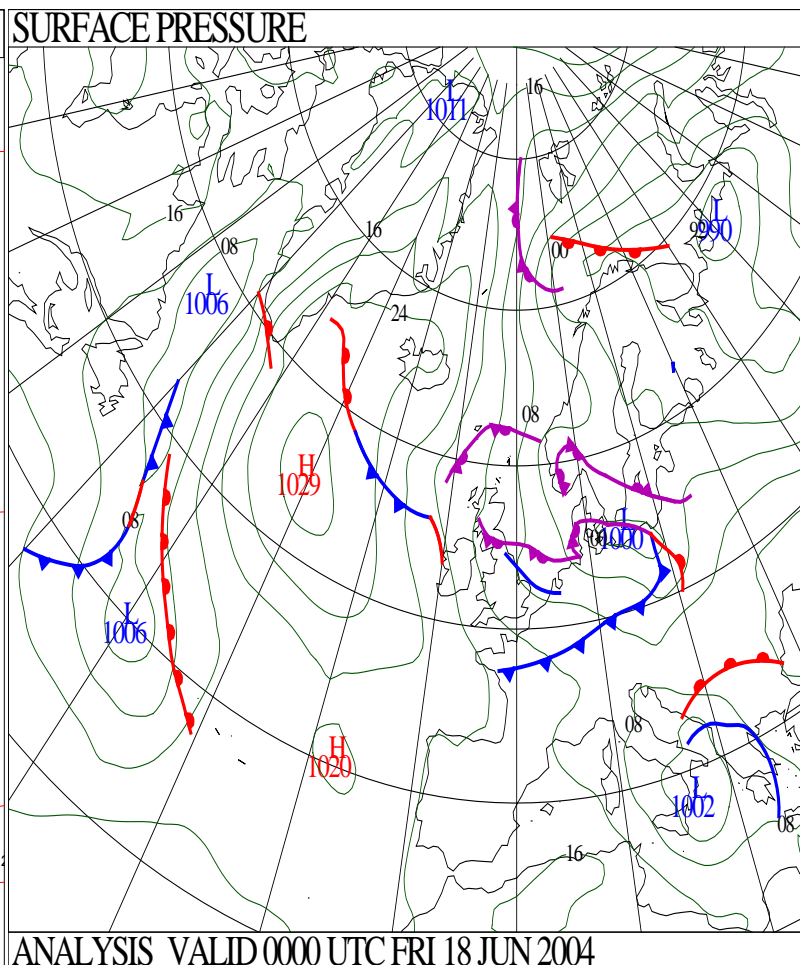 SURFACE PRESSURE
L
1011
16
16
08
16
L
990
00
L
1006
24
08
H
1029
08
L
1000
L
1006
08
H
1020
L
1002
08
16
ANALYSIS VALID 0000 UTC FRI 18 JUN 2004